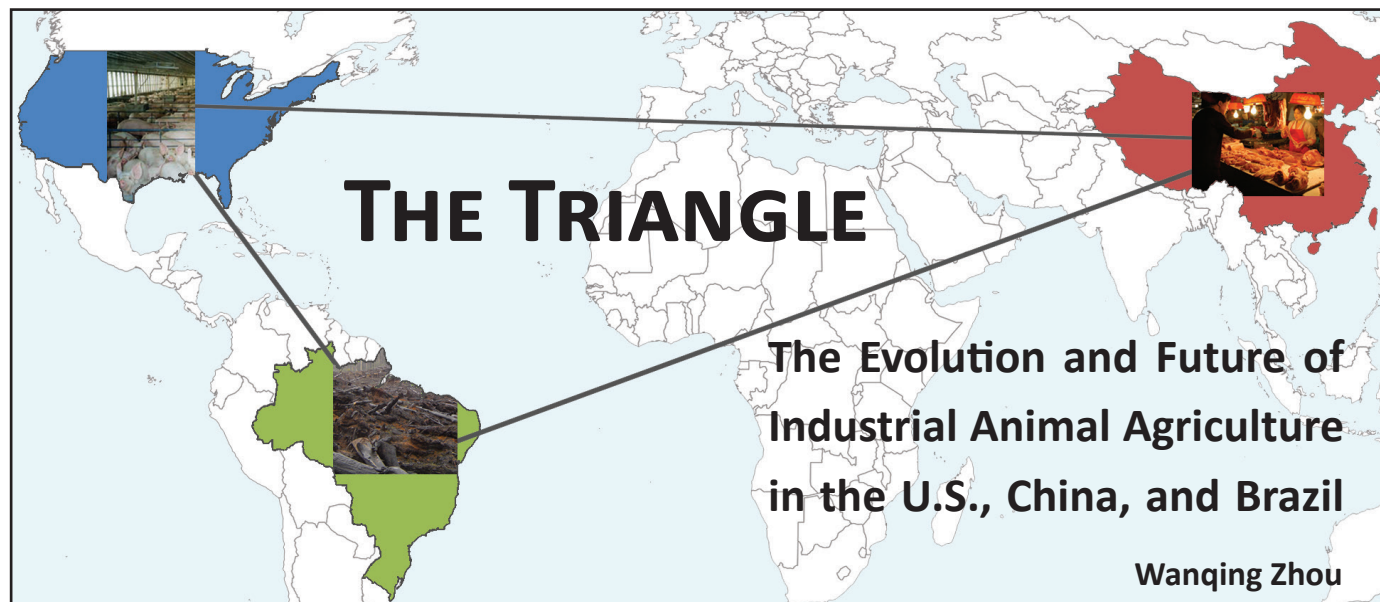 THE TRIANGLE
The Evolution and Future of
Industrial Animal Agriculture
in the U.S., China, and Brazil
Wanqing Zhou